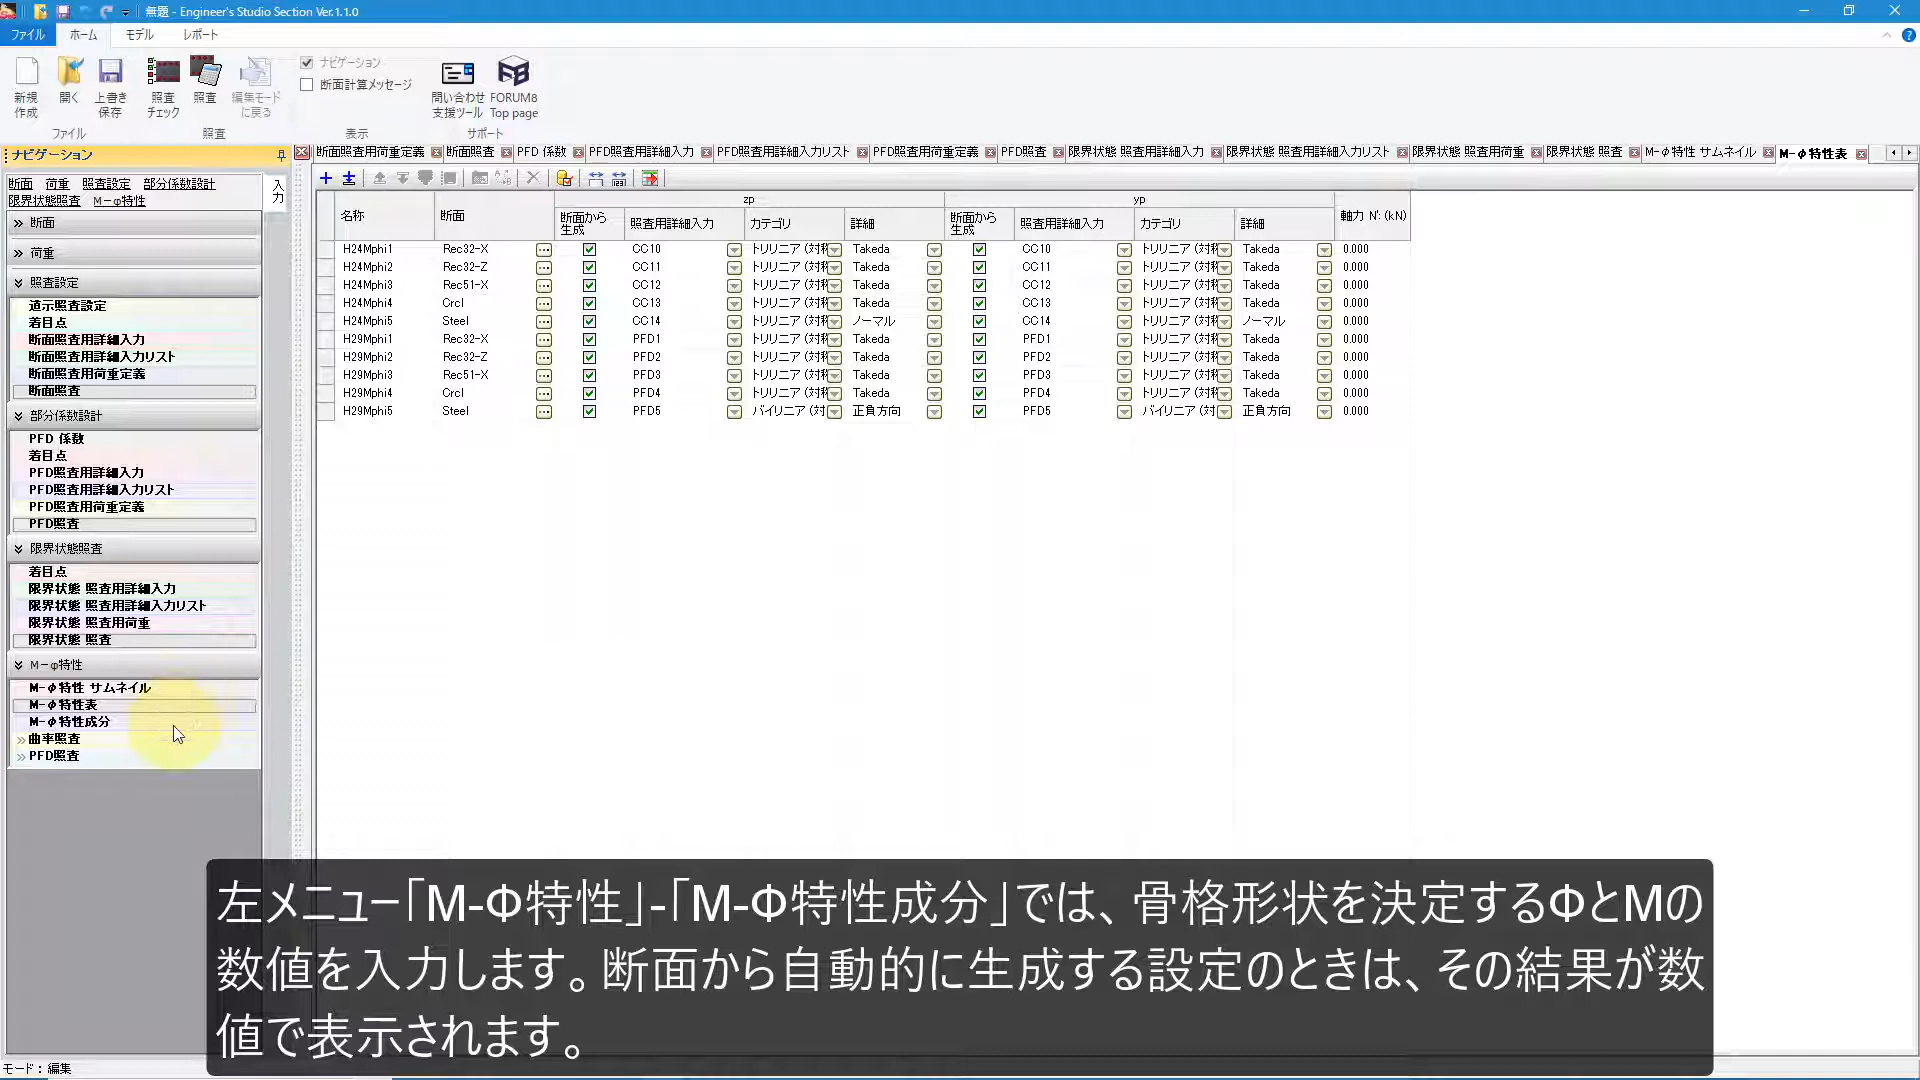 無題 - Engineer's Studio Section Ver.1.1.0
ファイル ホーム モデル レポート
新規作成 開く 上書き保存 照査チェック 照査 編集モードに戻る
ナビゲーション
断面計算メッセージ
問い合わせ支援ツール FORUM8 Top page
ファイル 照査 表示 サポート
ナビゲーション
断面照査用荷重定義 断面照査 PFD 係数 PFD照査用詳細入力 PFD照査用詳細入力リスト PFD照査用荷重定義 PFD照査 限界状態 照査用詳細入力 限界状態 照査用詳細入力リスト 限界状態 照査用荷重 限界状態 照査 M-φ特性 サムネイル M-φ特性表
断面 荷重 照査設定 部分係数設計
限界状態照査 M－φ特性
入力
断面
荷重
照査設定
道示照査設定
着目点
断面照査用詳細入力
断面照査用詳細入力リスト
断面照査用荷重定義
断面照査
部分係数設計
PFD 係数
着目点
PFD照査用詳細入力
PFD照査用詳細入力リスト
PFD照査用荷重定義
PFD照査
限界状態照査
着目点
限界状態 照査用詳細入力
限界状態 照査用詳細入力リスト
限界状態 照査用荷重
限界状態 照査
M－φ特性
M-φ特性 サムネイル
M-φ特性表
M-φ特性成分
曲率照査
PFD照査
zp yp
名称 断面 断面から生成 照査用詳細入力 カテゴリ 詳細 断面から生成 照査用詳細入力 カテゴリ 詳細 軸力 N': (kN)
H24Mphi1 Rec32-X CC10 トリリニア (対称 Takeda CC10 トリリニア (対称 Takeda 0.000
H24Mphi2 Rec32-Z CC11 トリリニア (対称 Takeda CC11 トリリニア (対称 Takeda 0.000
H24Mphi3 Rec51-X CC12 トリリニア (対称 Takeda CC12 トリリニア (対称 Takeda 0.000
H24Mphi4 Crcl CC13 トリリニア (対称 Takeda CC13 トリリニア (対称 Takeda 0.000
H24Mphi5 Steel CC14 トリリニア (対称 ノーマル CC14 トリリニア (対称 ノーマル 0.000
H29Mphi1 Rec32-X PFD1 トリリニア (対称 Takeda PFD1 トリリニア (対称 Takeda 0.000
H29Mphi2 Rec32-Z PFD2 トリリニア (対称 Takeda PFD2 トリリニア (対称 Takeda 0.000
H29Mphi3 Rec51-X PFD3 トリリニア (対称 Takeda PFD3 トリリニア (対称 Takeda 0.000
H29Mphi4 Crcl PFD4 トリリニア (対称 Takeda PFD4 トリリニア (対称 Takeda 0.000
H29Mphi5 Steel PFD5 バイリニア (対 正負方向 PFD5 バイリニア (対 正負方向 0.000
左メニュー「M-Φ特性」-「M-Φ特性成分」では、骨格形状を決定するΦとMの
数値を入力します。断面から自動的に生成する設定のときは、その結果が数
値で表示されます。
モード： 編集